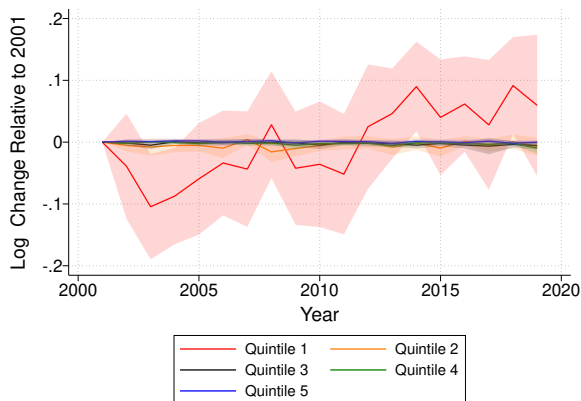 Log Change Relative to 2001
.2
.1
0
-.1
-.2
2000 2005 2010 2015 2020
Year
Quintile 1 Quintile 2
Quintile 3 Quintile 4
Quintile 5